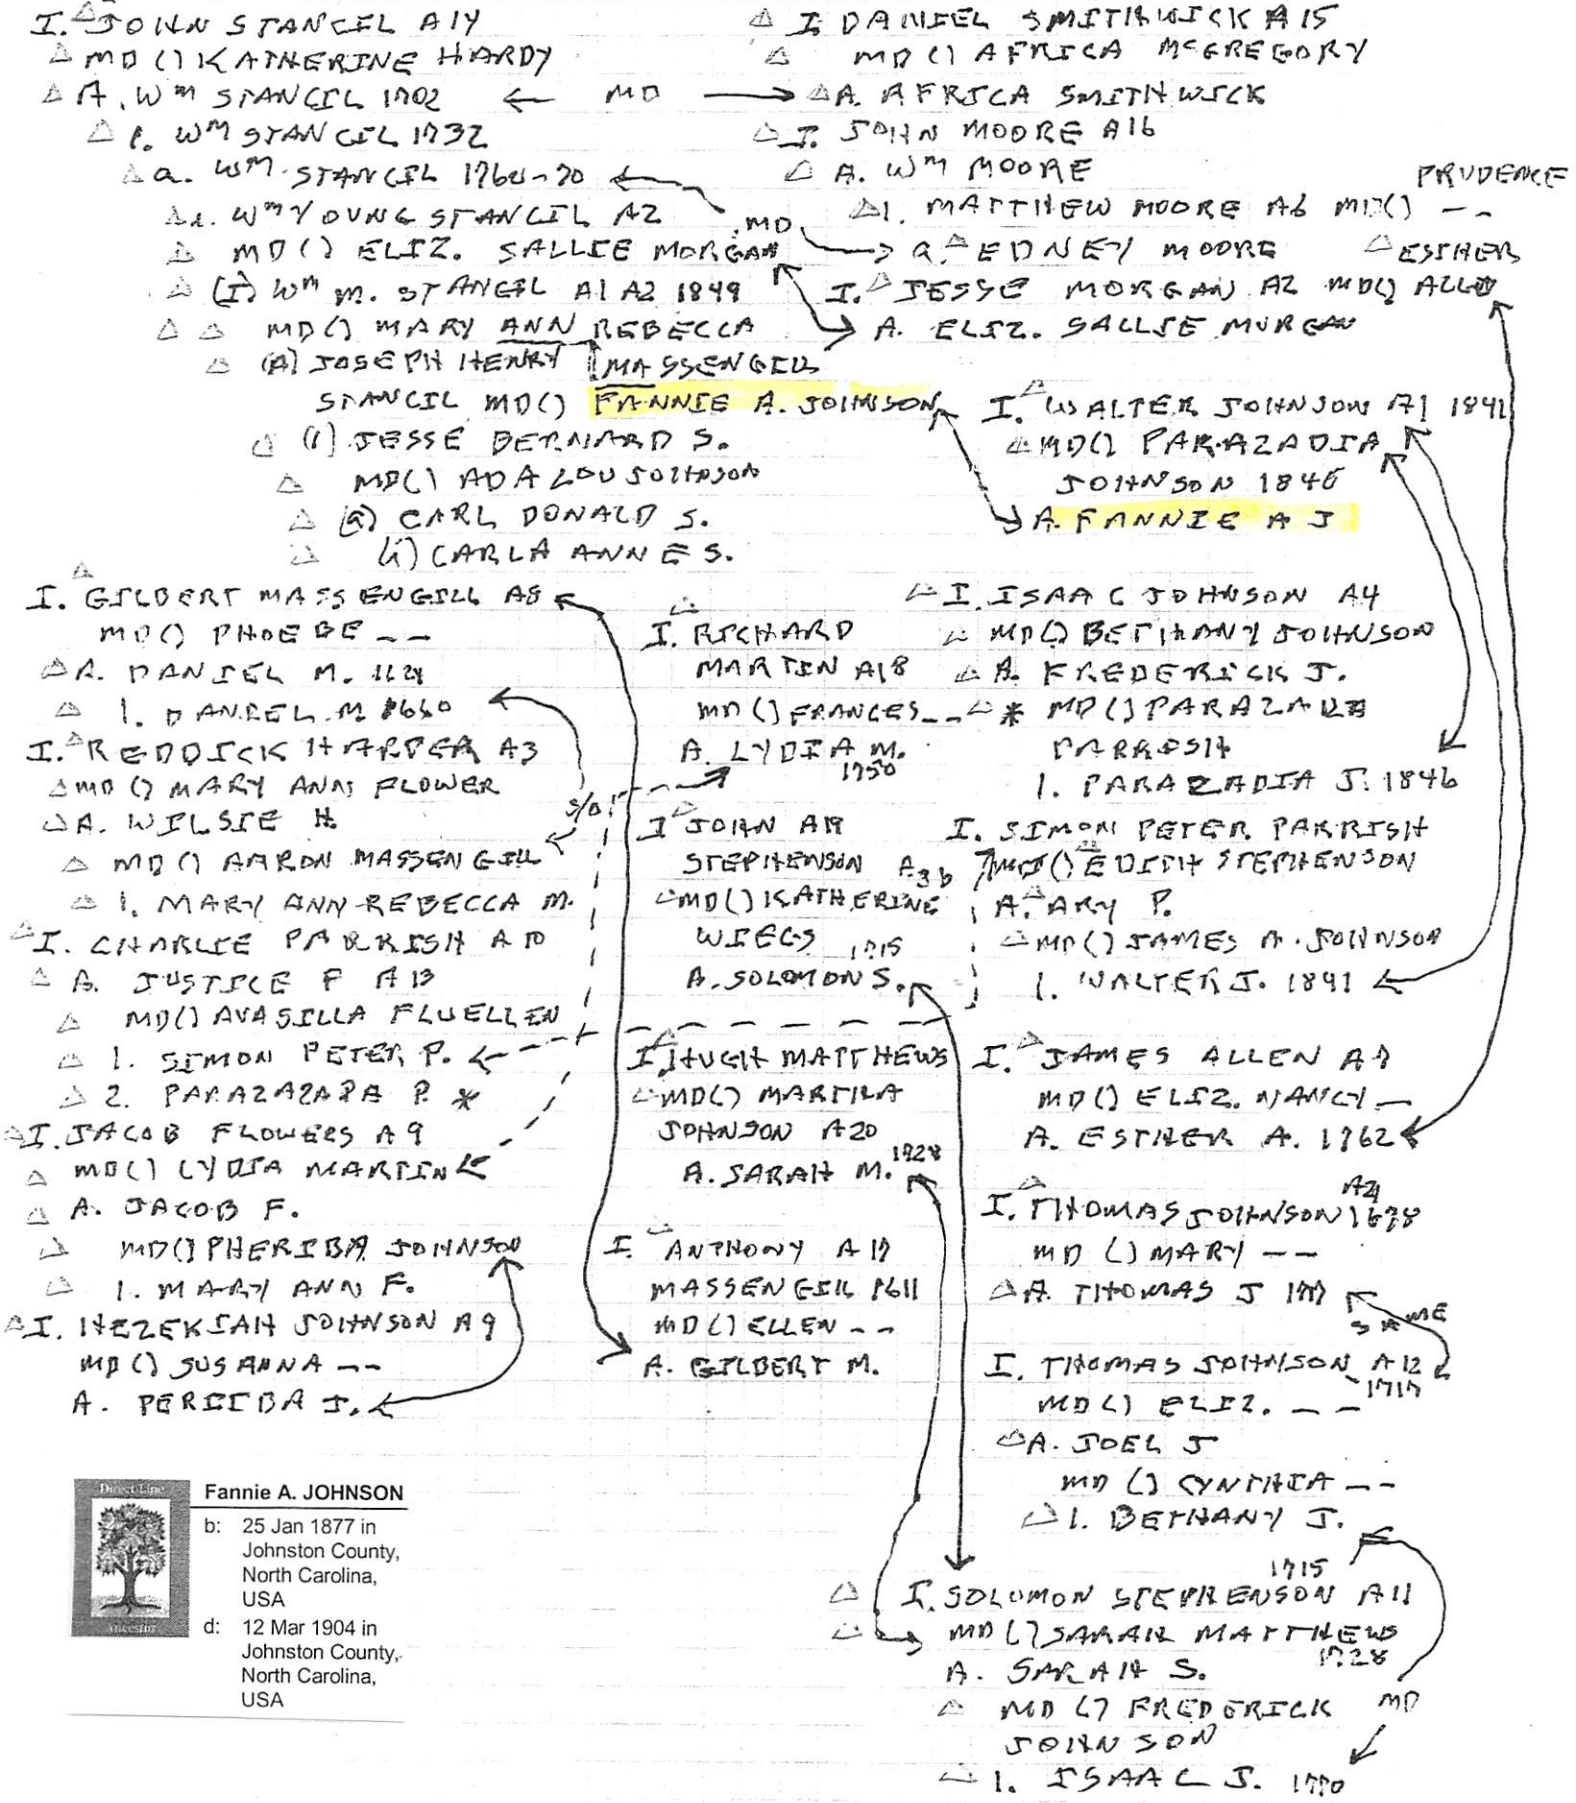 I. JOHN STANCIL A14
MD () KATHERINE HARDY
A. Wm STANCIL 1702 ← MD →
1. Wm STANCIL 1732
a. Wm. STANCIL 1760-70
i. Wm YOUNG STANCIL A2
MD () ELIZ. SALLIE MORGAN
(I) Wm M. STANCIL A1 A2 1849
MD () MARY ANN REBECCA
MASSENGILL
(A) JOSEPH HENRY
STANCIL MD() FANNIE A. JOHNSON
(1) JESSE BERNARD S.
MD() ADA LOU JOHNSON
(a) CARL DONALD S.
(i) CARLA ANNE S.
I. DANIEL SMITHWICK A15
MD () AFRICA McGREGORY
A. AFRICA SMITHWICK
I. JOHN MOORE A16
A. Wm MOORE
PRUDENCE
1. MATTHEW MOORE A6 MD() --
MD
a. EDNEY MOORE
ESTHER
I. JESSE MORGAN A2 MD()
A. ELIZ. SALLIE MORGAN
I. WALTER JOHNSON A1 1841
MD() PARAZADIA
JOHNSON 1846
A. FANNIE A J
I. GILBERT MASSENGILL A8
MD() PHOEBE --
A. DANIEL M.
1. DANIEL M
I. REDDICK HARPER A3
MD () MARY ANN FLOWER
A. WILSIE H.
MD () AARON MASSENGILL
1. MARY ANN REBECCA M.
I. CHARLIE PARRISH A10
A. JUSTICE P A13
MD() AVASILLA FLUELLEN
1. SIMON PETER P.
2. P. *
I. JACOB FLOWERS A9
MD() LYDIA MARTIN
A. JACOB F.
MD() PHERIBA JOHNSON
1. MARY ANN F.
I. HEZEKIAH JOHNSON A9
MD () SUSANNA --
A. PERIIBA J.
I. RICHARD
MARTIN A18
MD () FRANCES --
A. LYDIA M.
1750
S/O
I JOHN A19
STEPHENSON
MD() KATHERINE
1715
A. SOLOMON S.
I. HUGH MATTHEWS
MD() MARTHA
JOHNSON A20
1728
A. SARAH M.
I. ANTHONY A17
MASSENGILL 1611
MD () ELLEN --
A. GILBERT M.
I. ISAAC JOHNSON A4
MD() BETHANY JOHNSON
A. FREDERICK J.
* MD ()
PARRISH
1. PARAZADIA J. 1846
I. SIMON PETER PARRISH
A3b
MD() EDITH STEPHENSON
A. ARY P.
MD() JAMES A. JOHNSON
1. WALTER J. 1841
I. JAMES ALLEN A7
MD() ELIZ. NANCY --
A. ESTHER A. 1762
A21
I. THOMAS JOHNSON 1678
MD () MARY --
A. THOMAS J 1717
SAME
I. THOMAS JOHNSON A12
1717
MD () ELIZ. --
A. JOEL J
MD () CYNTHIA --
1. BETHANY J.
1715
I. SOLOMON STEPHENSON A11
MD () SARAH MATTHEWS
1728
A. SARAH S.
MD () FREDERICK
MD
JOHNSON
1. ISAAC J. 1770
Direct Line
Ancestor
Fannie A. JOHNSON
b: 25 Jan 1877 in
Johnston County,
North Carolina,
USA
d: 12 Mar 1904 in
Johnston County,
North Carolina,
USA